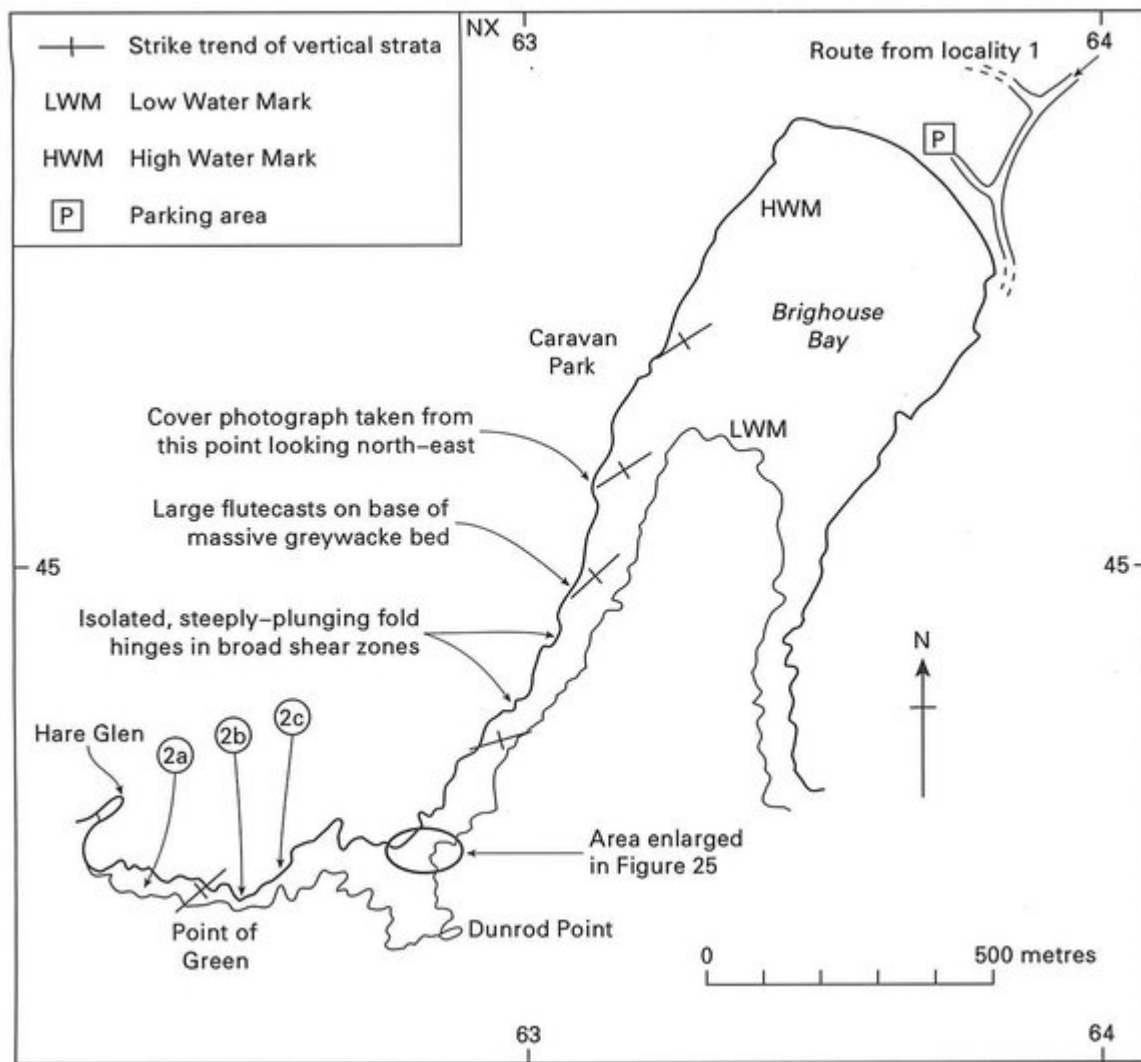 NX
63
64
Strike trend of vertical strata
LWM Low Water Mark
HWM High Water Mark
P Parking area
Route from locality 1
P
HWM
Brighouse
Bay
Caravan
Park
Cover photograph taken from
this point looking north–east
LWM
Large flutecasts on base of
massive greywacke bed
45
45
Isolated, steeply–plunging fold
hinges in broad shear zones
N
Hare Glen
2a
2b
2c
Area enlarged
in Figure 25
Point of
Green
Dunrod Point
0 500 metres
63
64